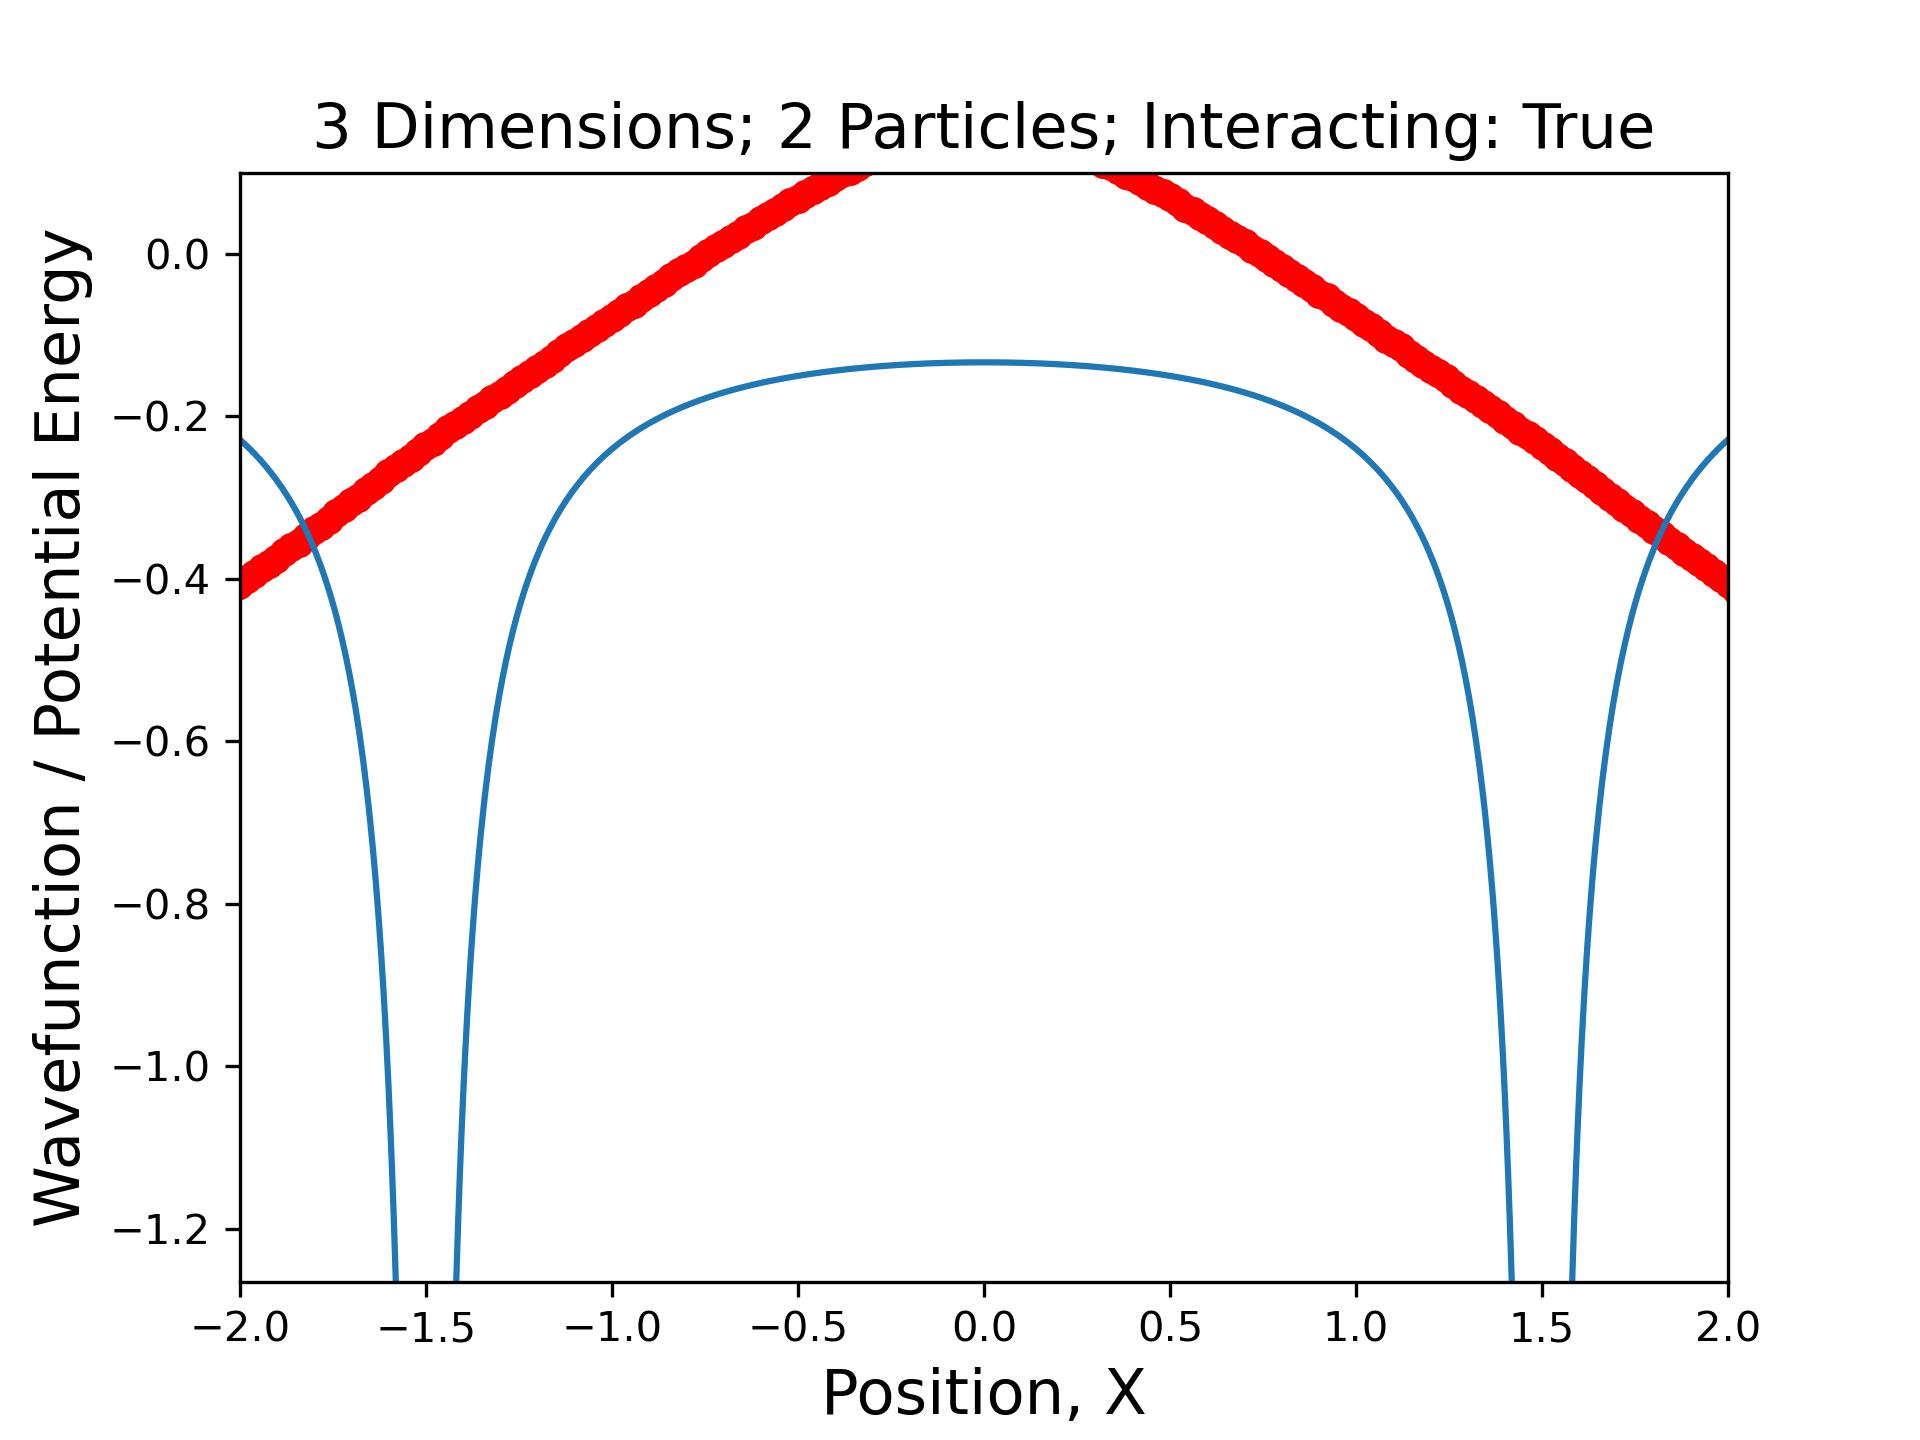 3 Dimensions; 2 Particles; Interacting: True
Wavefunction / Potential Energy
0.0
−0.2
−0.4
−0.6
−0.8
−1.0
−1.2
−2.0 −1.5 −1.0 −0.5 0.0 0.5 1.0 1.5 2.0
Position, X